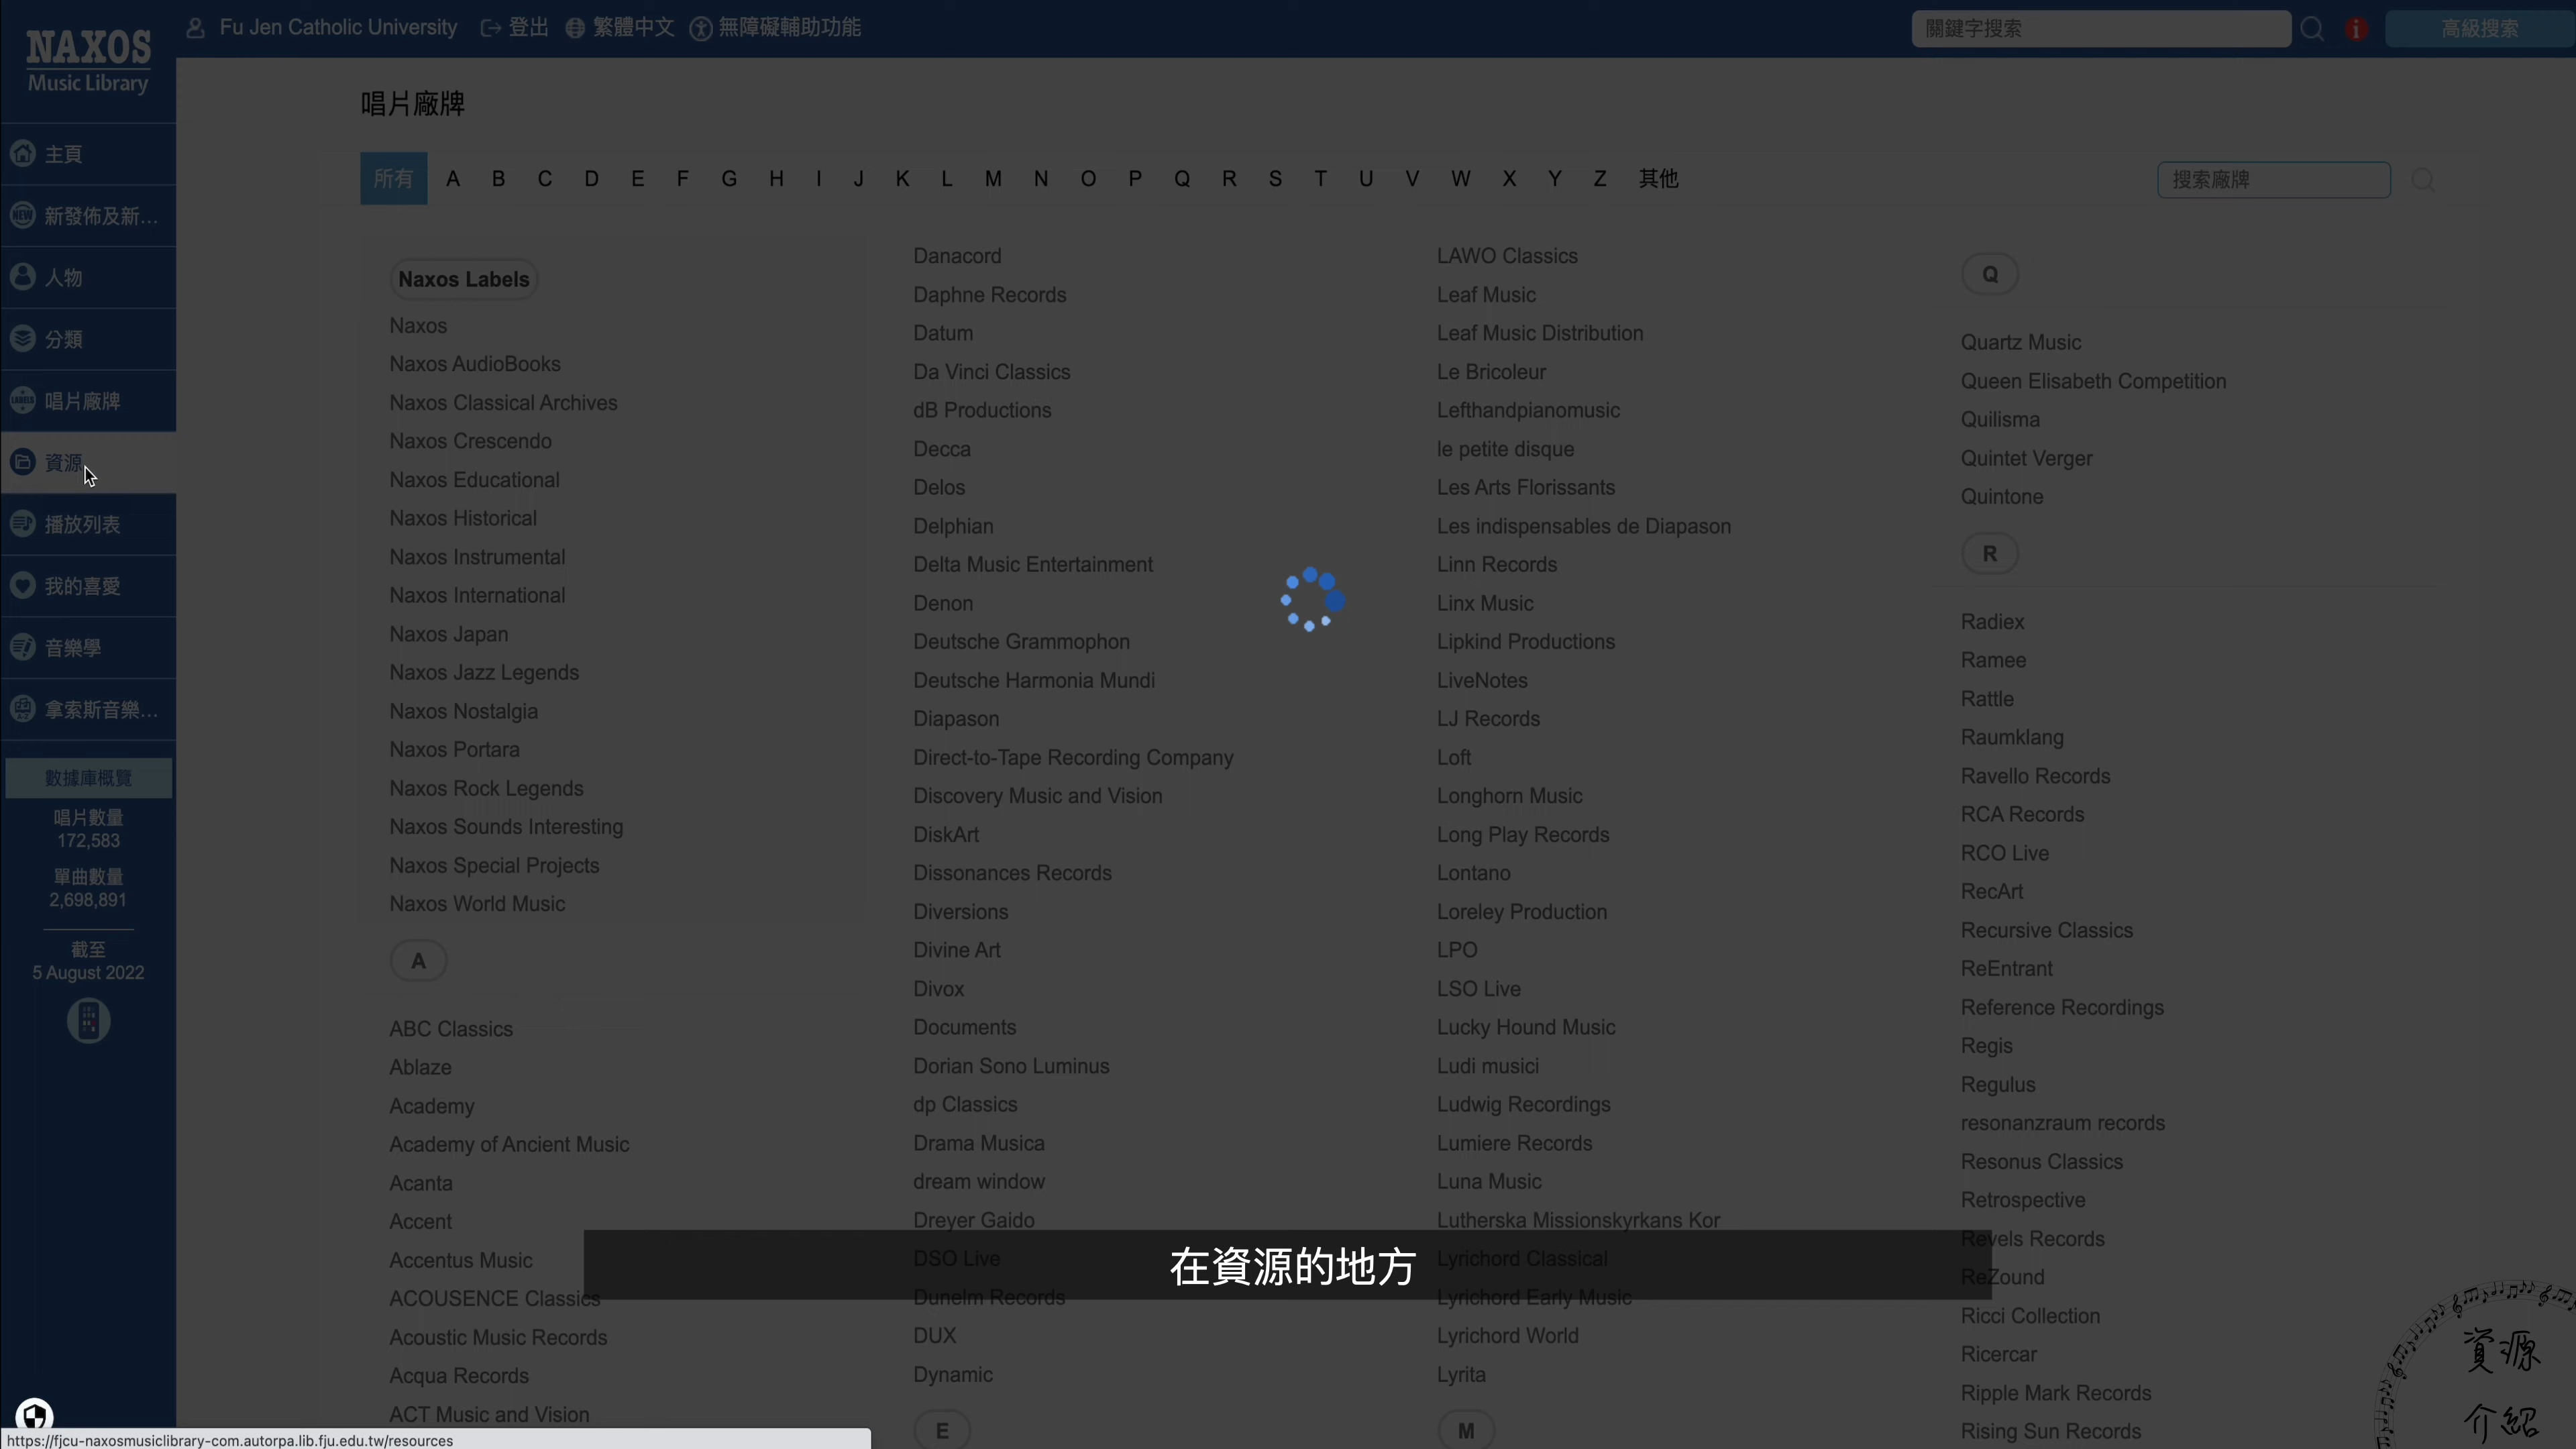 NAXOS
Music Library
Fu Jen Catholic University
登出
繁體中文
無障礙輔助功能
關鍵字搜索
高級搜索
主頁
新發佈及新...
人物
分類
唱片廠牌
資源
播放列表
我的喜愛
音樂學
拿索斯音樂...
數據庫概覽
唱片數量
172,583
單曲數量
2,698,891
截至
5 August 2022
唱片廠牌
所有 A B C D E F G H I J K L M N O P Q R S T U V W X Y Z 其他
搜索廠牌
Naxos Labels
Naxos
Naxos AudioBooks
Naxos Classical Archives
Naxos Crescendo
Naxos Educational
Naxos Historical
Naxos Instrumental
Naxos International
Naxos Japan
Naxos Jazz Legends
Naxos Nostalgia
Naxos Portara
Naxos Rock Legends
Naxos Sounds Interesting
Naxos Special Projects
Naxos World Music
A
ABC Classics
Ablaze
Academy
Academy of Ancient Music
Acanta
Accent
Accentus Music
ACOUSENCE Classics
Acoustic Music Records
Acqua Records
ACT Music and Vision
Danacord
Daphne Records
Datum
Da Vinci Classics
dB Productions
Decca
Delos
Delphian
Delta Music Entertainment
Denon
Deutsche Grammophon
Deutsche Harmonia Mundi
Diapason
Direct-to-Tape Recording Company
Discovery Music and Vision
DiskArt
Dissonances Records
Diversions
Divine Art
Divox
Documents
Dorian Sono Luminus
dp Classics
Drama Musica
dream window
Dreyer Gaido
DSO Live
Dunelm Records
DUX
Dynamic
E
LAWO Classics
Leaf Music
Leaf Music Distribution
Le Bricoleur
Lefthandpianomusic
le petite disque
Les Arts Florissants
Les indispensables de Diapason
Linn Records
Linx Music
Lipkind Productions
LiveNotes
LJ Records
Loft
Longhorn Music
Long Play Records
Lontano
Loreley Production
LPO
LSO Live
Lucky Hound Music
Ludi musici
Ludwig Recordings
Lumiere Records
Luna Music
Lutherska Missionskyrkans Kor
Lyrichord Classical
Lyrichord Early Music
Lyrichord World
Lyrita
M
Q
Quartz Music
Queen Elisabeth Competition
Quilisma
Quintet Verger
Quintone
R
Radiex
Ramee
Rattle
Raumklang
Ravello Records
RCA Records
RCO Live
RecArt
Recursive Classics
ReEntrant
Reference Recordings
Regis
Regulus
resonanzraum records
Resonus Classics
Retrospective
Revels Records
ReZound
Ricci Collection
Ricercar
Ripple Mark Records
Rising Sun Records
在資源的地方
資源
介紹
https://fjcu-naxosmusiclibrary-com.autorpa.lib.fju.edu.tw/resources